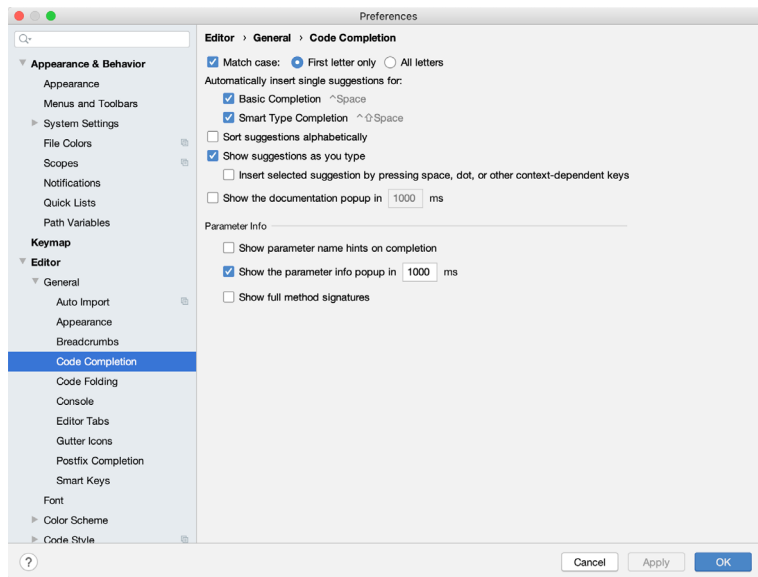 Preferences
Appearance & Behavior
Appearance
Menus and Toolbars
System Settings
File Colors
Scopes
Notifications
Quick Lists
Path Variables
Keymap
Editor
General
Auto Import
Appearance
Breadcrumbs
Code Completion
Code Folding
Console
Editor Tabs
Gutter Icons
Postfix Completion
Smart Keys
Font
Color Scheme
Code Style
Editor › General › Code Completion
Match case: First letter only All letters
Automatically insert single suggestions for:
Basic Completion ^Space
Smart Type Completion ^⇧Space
Sort suggestions alphabetically
Show suggestions as you type
Insert selected suggestion by pressing space, dot, or other context-dependent keys
Show the documentation popup in 1000 ms
Parameter Info
Show parameter name hints on completion
Show the parameter info popup in 1000 ms
Show full method signatures
? Cancel Apply OK